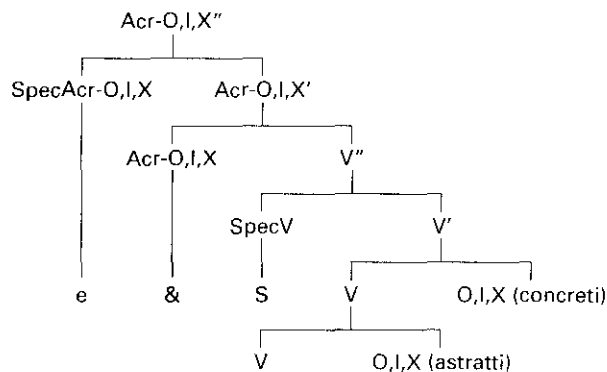 Acr-O,I,X"
SpecAcr-O,I,X Acr-O,I,X'
Acr-O,I,X V"
SpecV V'
e & S V O,I,X (concreti)
V O,I,X (astratti)